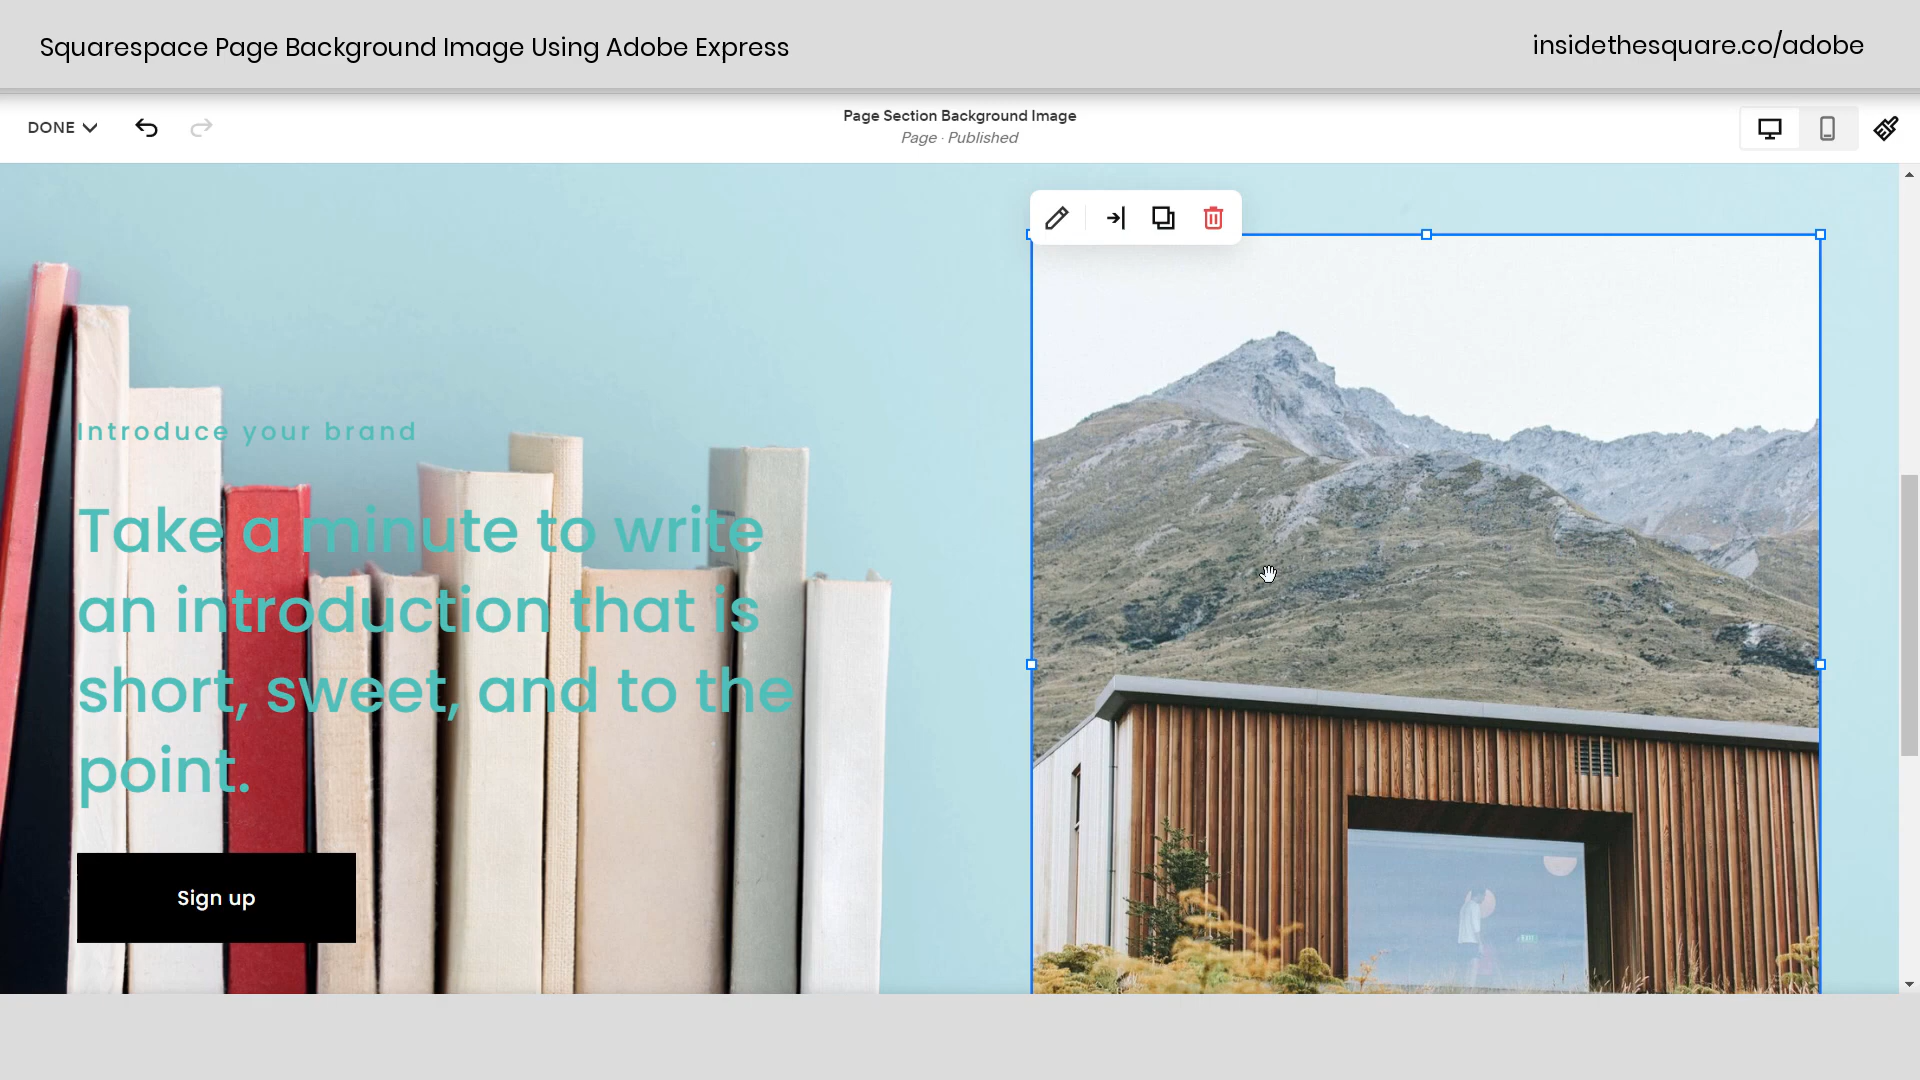 Squarespace Page Background Image Using Adobe Express
insidethesquare.co/adobe
DONE
Page Section Background Image
Page · Published
Introduce your brand
Take a minute to write
an introduction that is
short, sweet, and to the
point.
Sign up